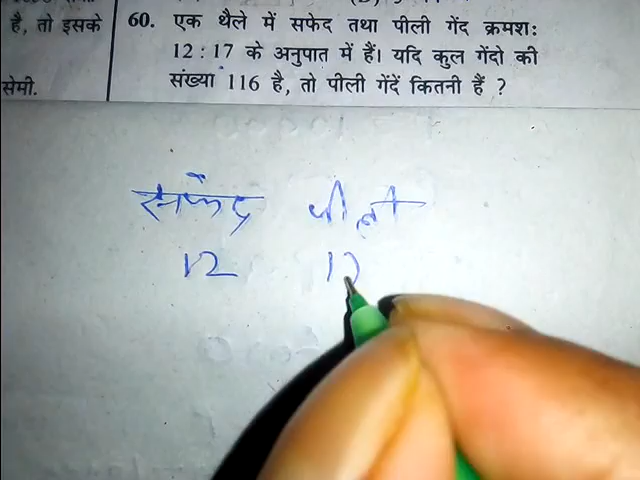 है, तो इसके
सेमी.
60. एक थैले में सफेद तथा पीली गेंद क्रमशः
12 : 17 के अनुपात में हैं। यदि कुल गेंदो की
संख्या 116 है, तो पीली गेंदें कितनी हैं ?
सफेद पीली
12 17